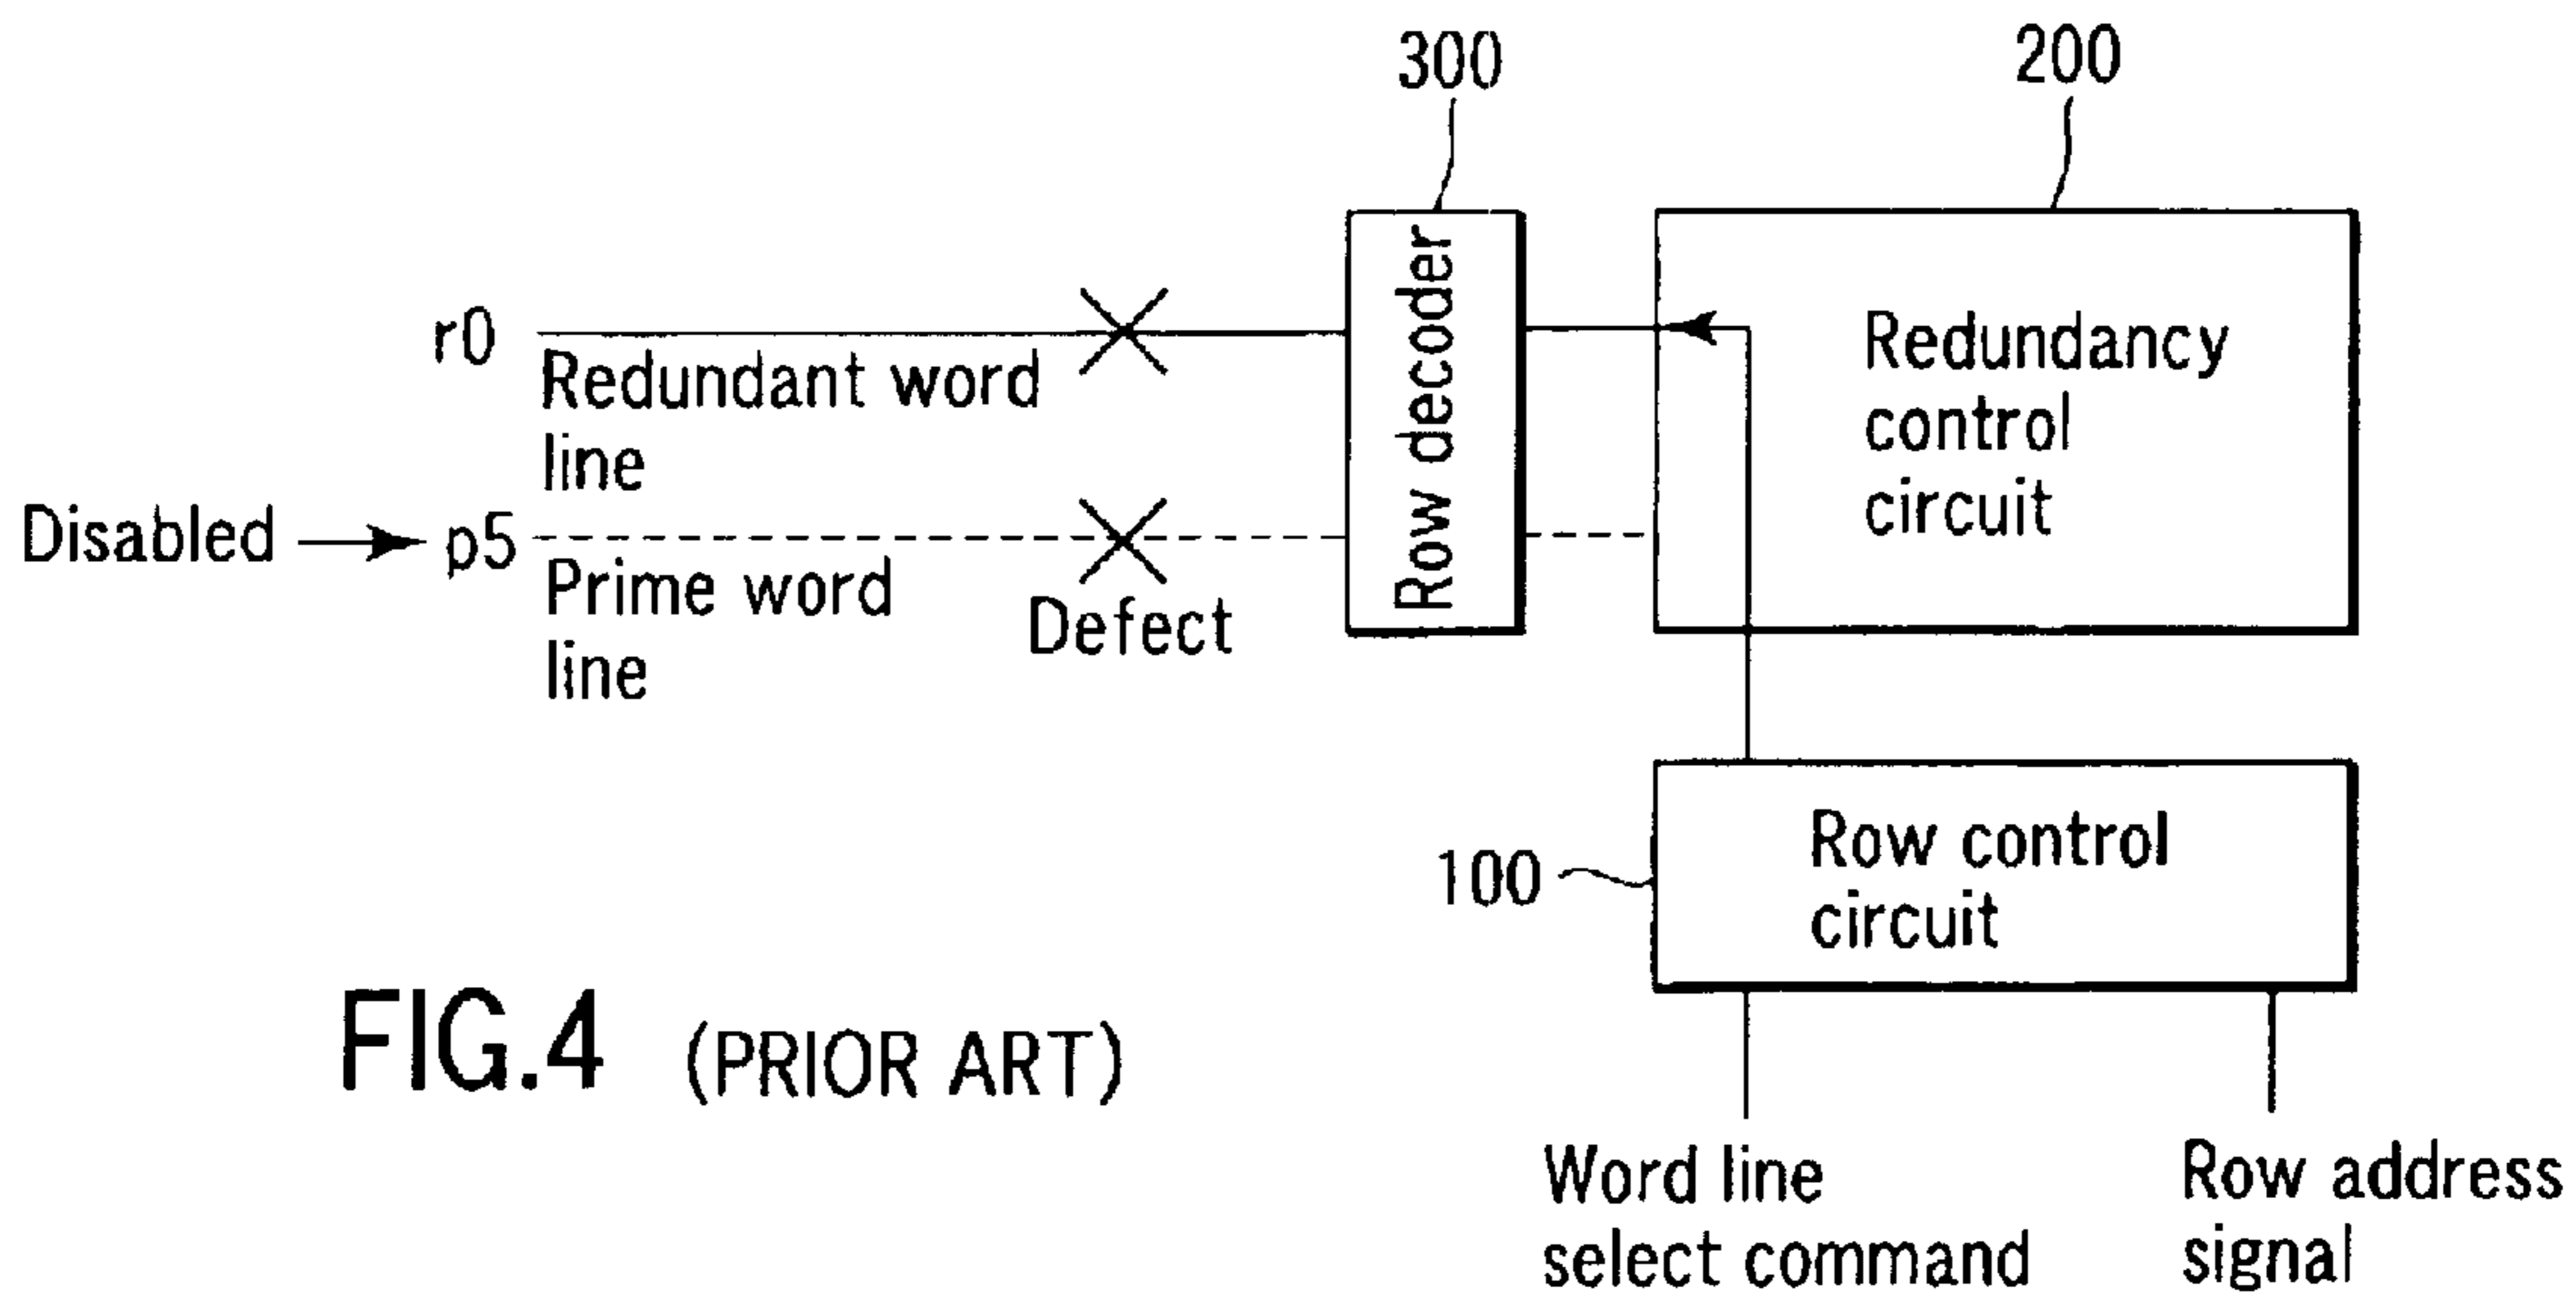 300
200
r0
Redundant word
line
Disabled
p5
Prime word
line
Defect
Row decoder
Redundancy
control
circuit
100
Row control
circuit
FIG.4 (PRIOR ART)
Word line
select command
Row address
signal